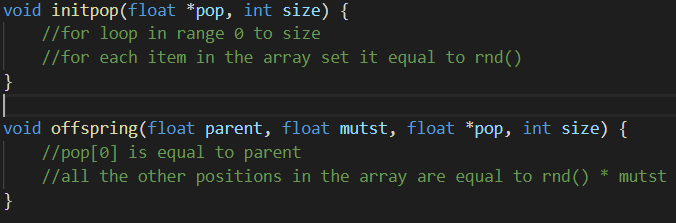 void initpop(float *pop, int size) {
    //for loop in range 0 to size
    //for each item in the array set it equal to rnd()
}
void offspring(float parent, float mutst, float *pop, int size) {
    //pop[0] is equal to parent
    //all the other positions in the array are equal to rnd() * mutst
}